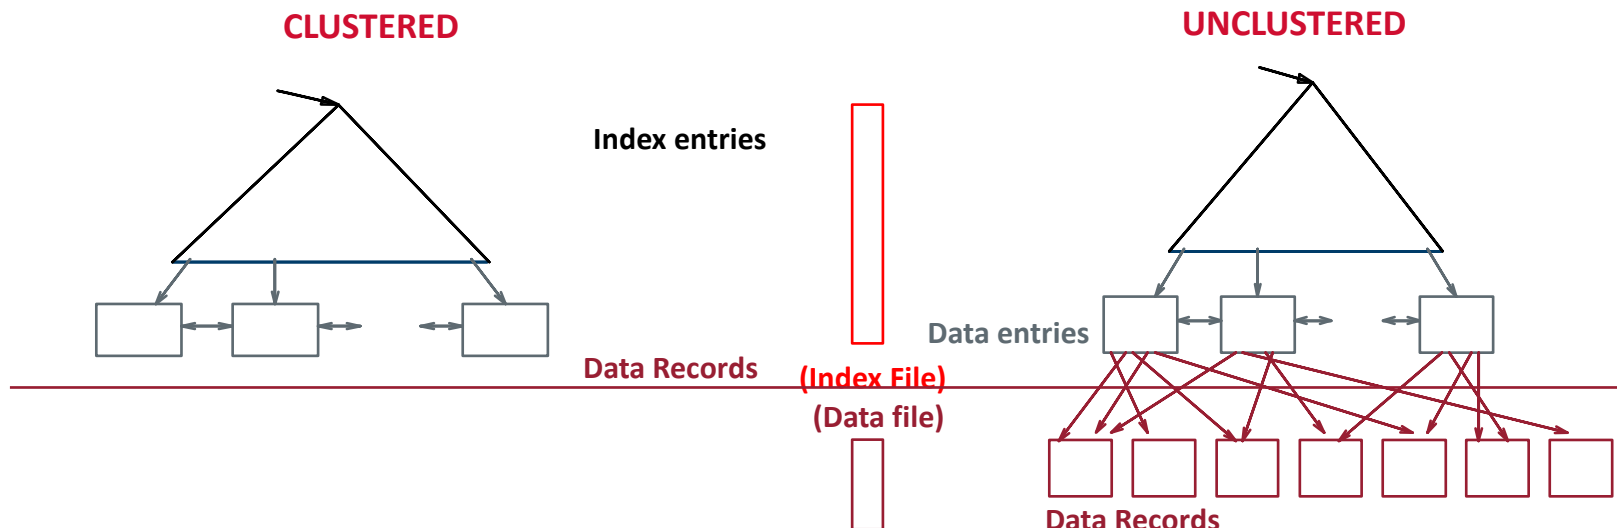 CLUSTERED
UNCLUSTERED
Index entries
Data entries
Data Records
(Index File)
(Data file)
Data Records